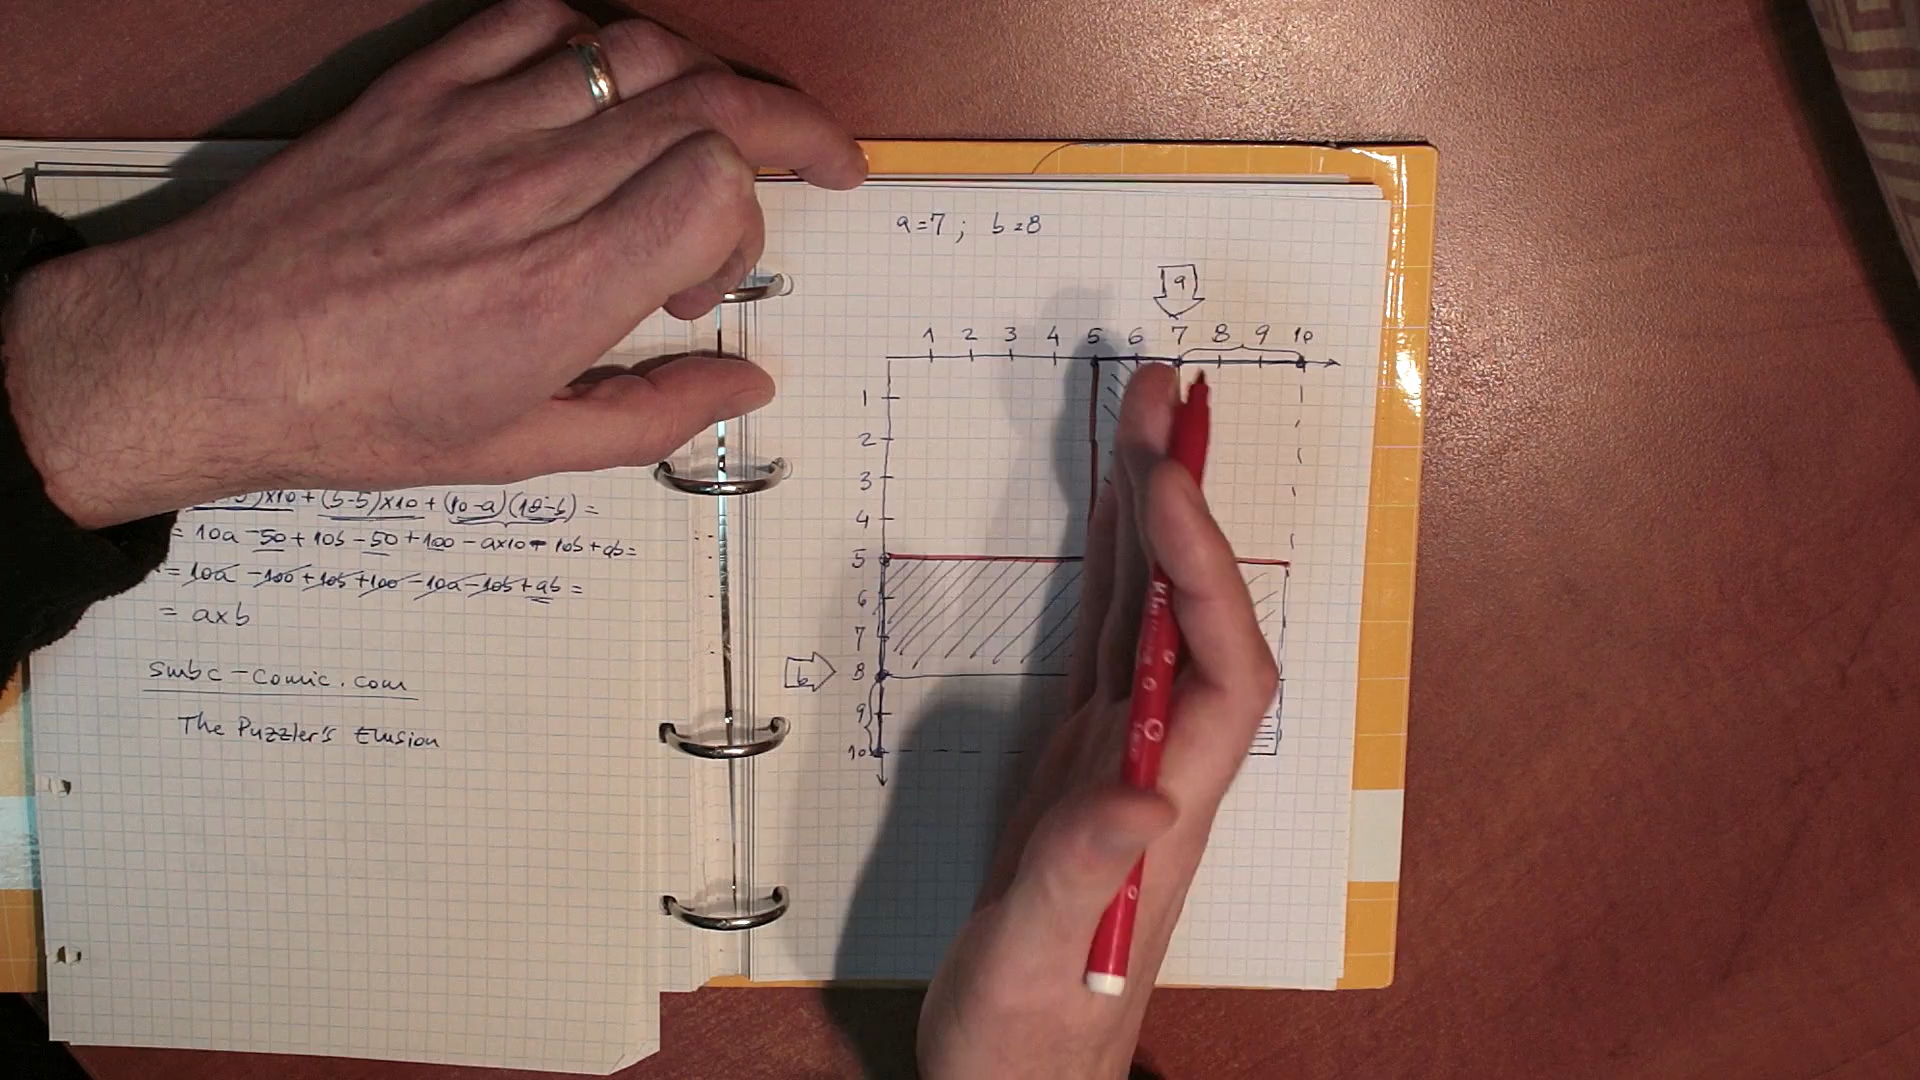 )x10 + (b-5)x10 + (10-a)(10-b) =
= 10a - 50 + 10b - 50 + 100 - ax10 - 10b + ab =
= 10a - 100 + 10b + 100 - 10a - 10b + ab =
= axb
smbc-comic.com
The Puzzler's Elusion
a=7; b=8
a
1 2 3 4 5 6 7 8 9 10
1
2
3
4
5
6
7
b 8
9
10